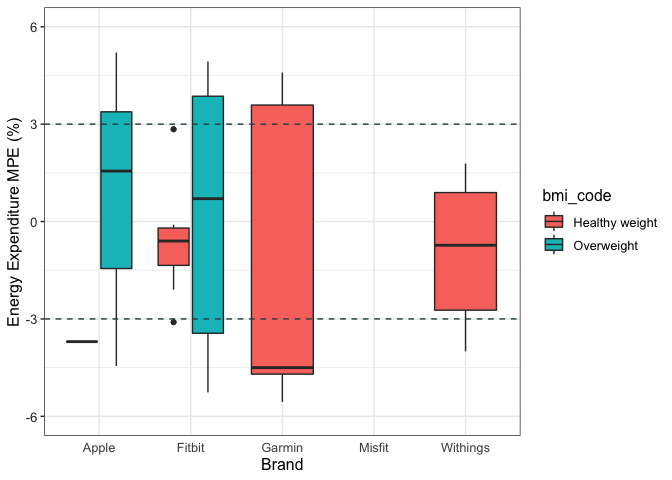 Energy Expenditure MPE (%)
6
3
0
-3
-6
Apple Fitbit Garmin Misfit Withings
Brand
bmi_code
Healthy weight
Overweight